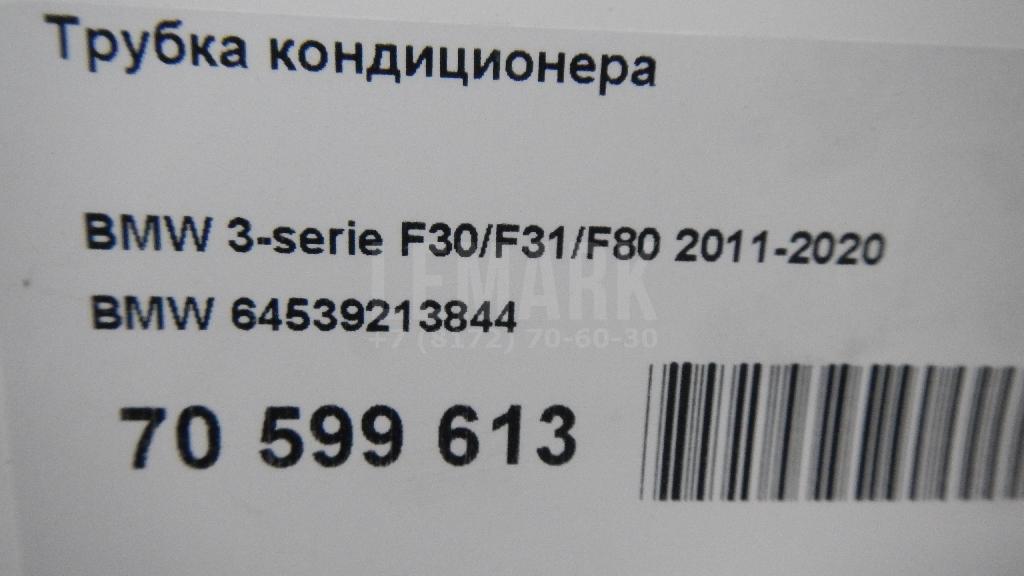 Трубка кондиционера
BMW 3-serie F30/F31/F80 2011-2020
LEMARK
BMW 64539213844
+7 (8172) 70-60-30
70 599 613